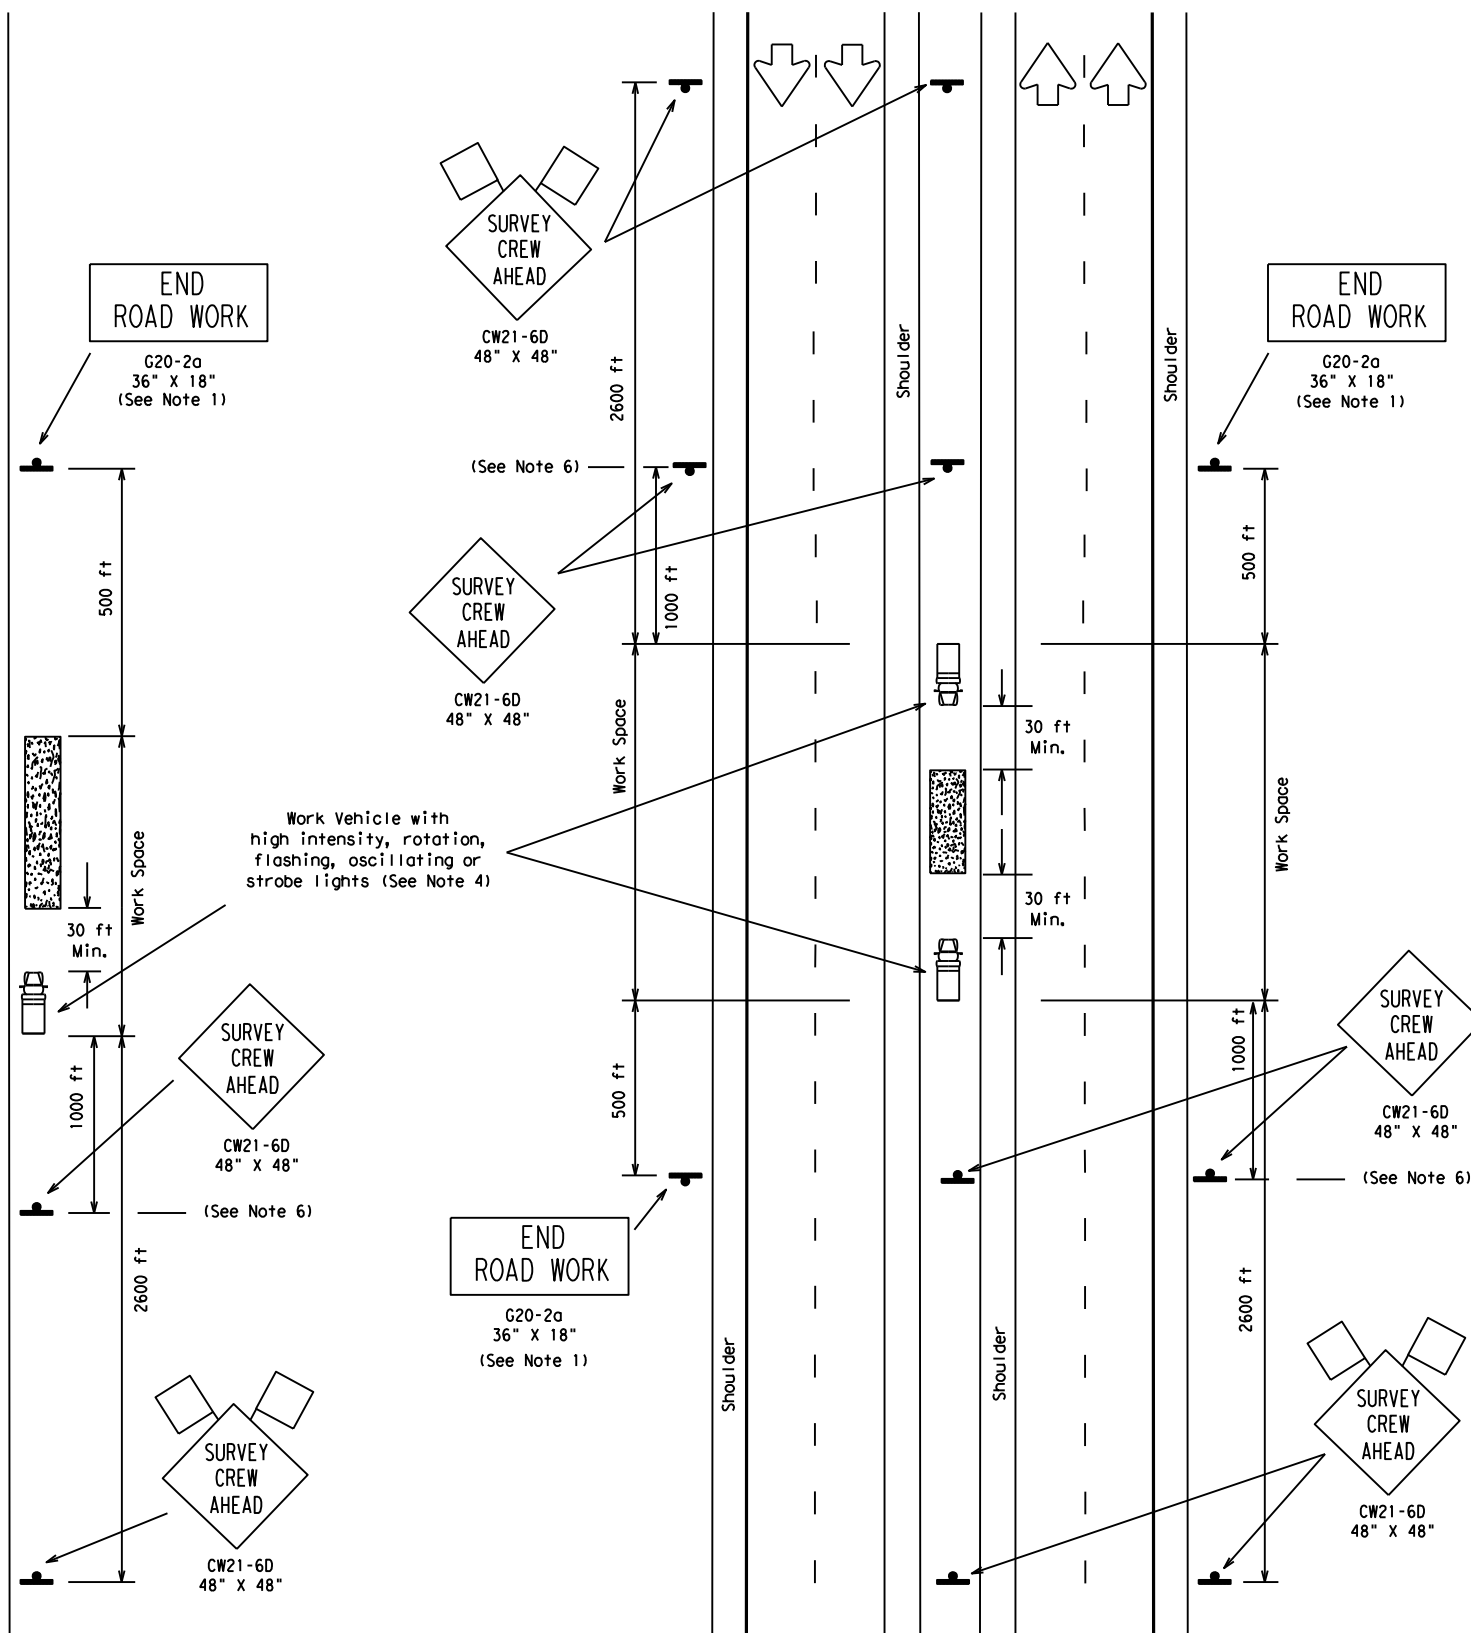 SURVEY
CREW
AHEAD
CW21-6D
48" X 48"
END
ROAD WORK
G20-2a
36" X 18"
(See Note 1)
END
ROAD WORK
G20-2a
36" X 18"
(See Note 1)
2600 ft
Shoulder
Shoulder
(See Note 6)
500 ft
1000 ft
500 ft
SURVEY
CREW
AHEAD
CW21-6D
48" X 48"
Work Space
30 ft
Min.
Work Space
Work Vehicle with
high intensity, rotation,
flashing, oscillating or
strobe lights (See Note 4)
Work Space
30 ft
Min.
30 ft
Min.
SURVEY
CREW
AHEAD
CW21-6D
48" X 48"
(See Note 6)
1000 ft
500 ft
1000 ft
SURVEY
CREW
AHEAD
CW21-6D
48" X 48"
(See Note 6)
2600 ft
END
ROAD WORK
G20-2a
36" X 18"
(See Note 1)
Shoulder
Shoulder
2600 ft
SURVEY
CREW
AHEAD
CW21-6D
48" X 48"
SURVEY
CREW
AHEAD
CW21-6D
48" X 48"